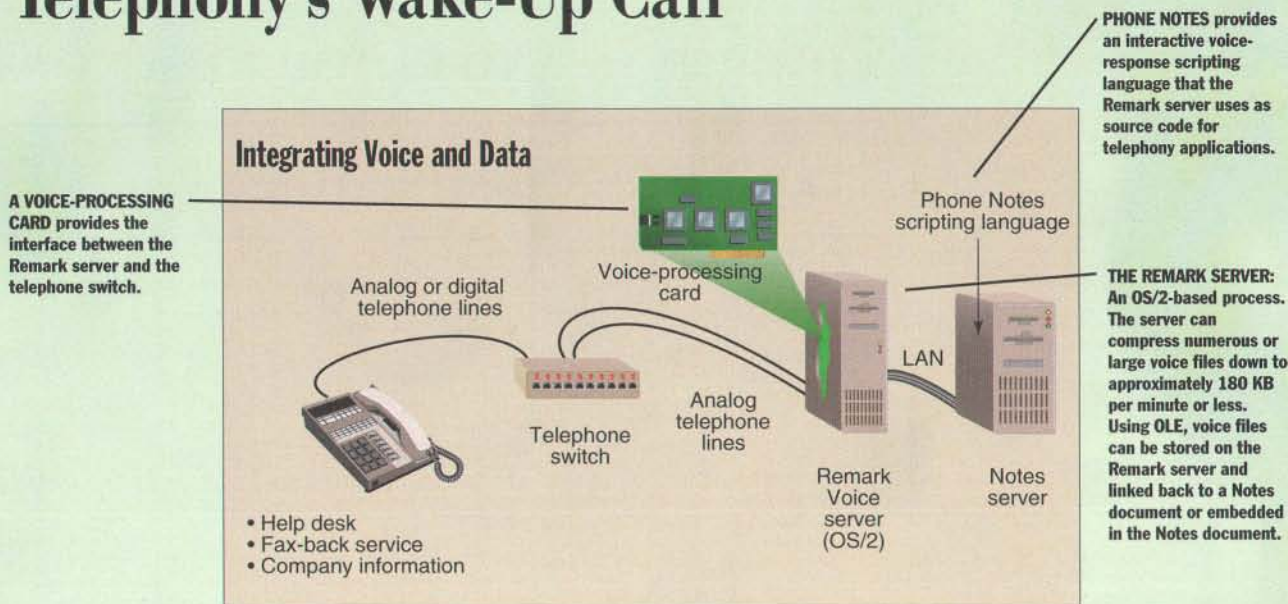 Telephony's Wake-Up Call
PHONE NOTES provides
an interactive voice-
response scripting
language that the
Remark server uses as
source code for
telephony applications.
Integrating Voice and Data
A VOICE-PROCESSING
CARD provides the
interface between the
Remark server and the
telephone switch.
Phone Notes
scripting language
Voice-processing
card
Analog or digital
telephone lines
THE REMARK SERVER:
An OS/2-based process.
The server can
compress numerous or
large voice files down to
approximately 180 KB
per minute or less.
Using OLE, voice files
can be stored on the
Remark server and
linked back to a Notes
document or embedded
in the Notes document.
LAN
Analog
telephone
lines
Telephone
switch
Remark
Voice
server
(OS/2)
Notes
server
• Help desk
• Fax-back service
• Company information